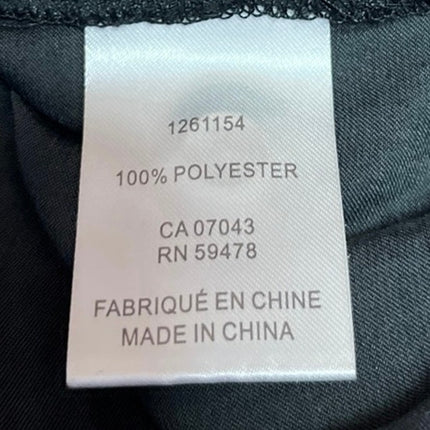 1261154
100% POLYESTER
CA 07043
RN 59478
FABRIQUÉ EN CHINE
MADE IN CHINA